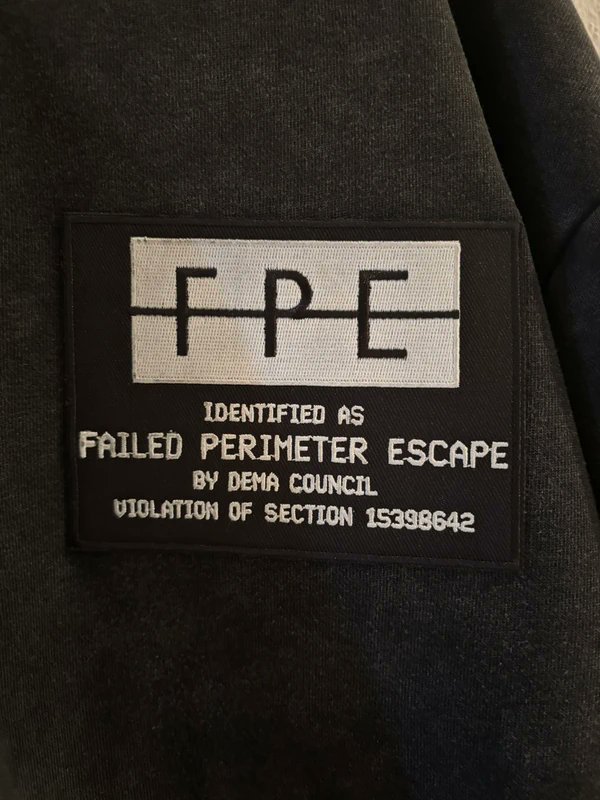 FPE
IDENTIFIED AS
FAILED PERIMETER ESCAPE
BY DEMA COUNCIL
VIOLATION OF SECTION 15398642